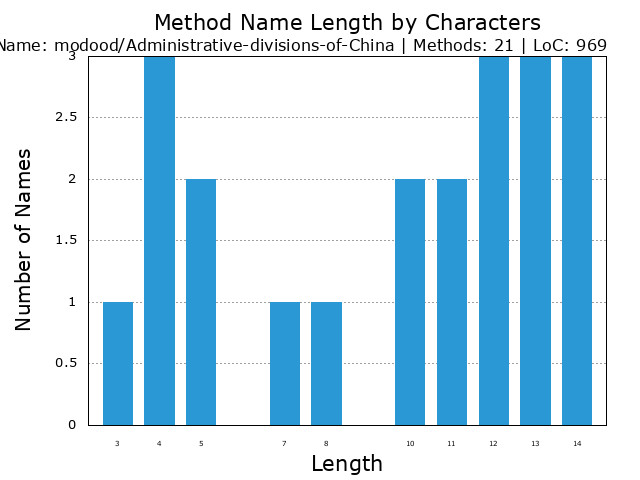 Method Name Length by Characters
Name: modood/Administrative-divisions-of-China | Methods: 21 | LoC: 969
3
2.5
2
1.5
1
0.5
0
Number of Names
3 4 5 7 8 10 11 12 13 14
Length